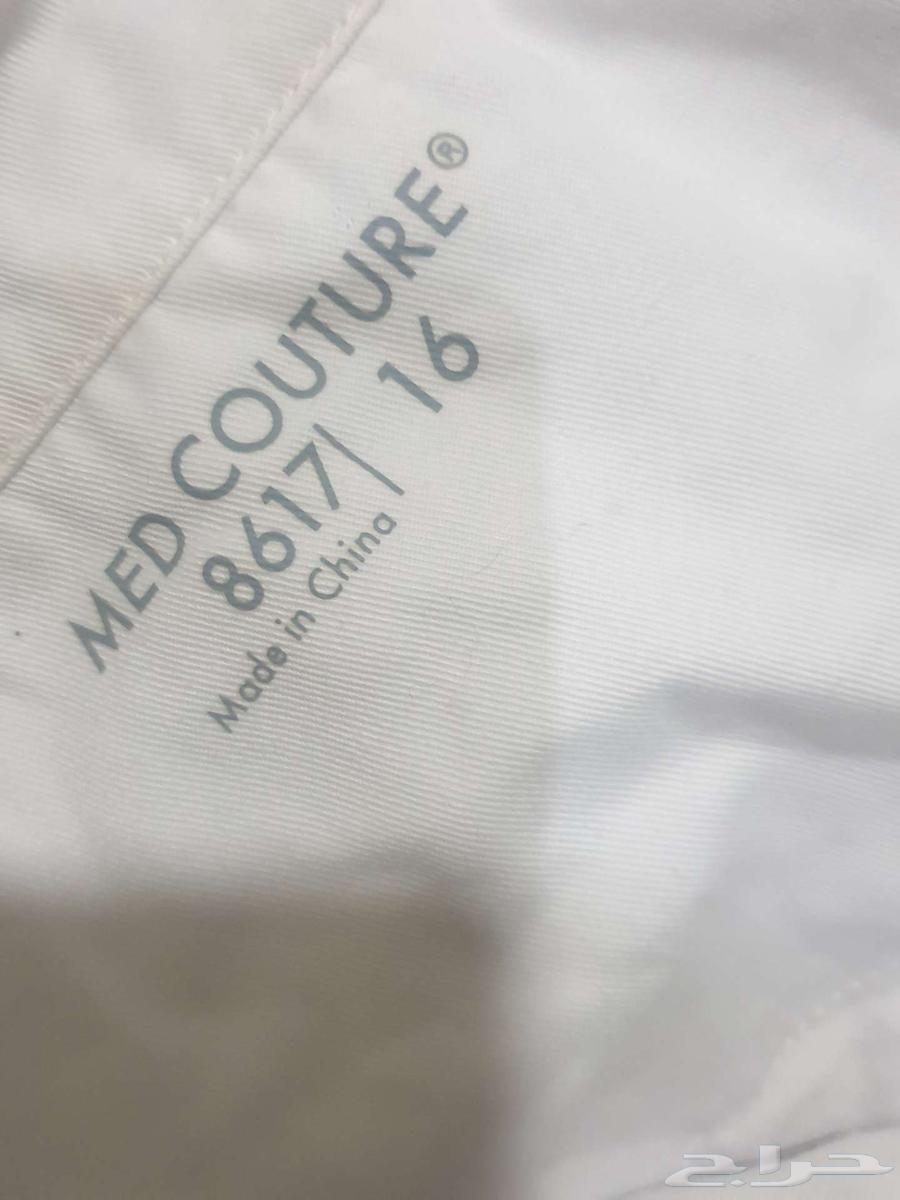 MED COUTURE®
8617| 16
Made in China
حراج